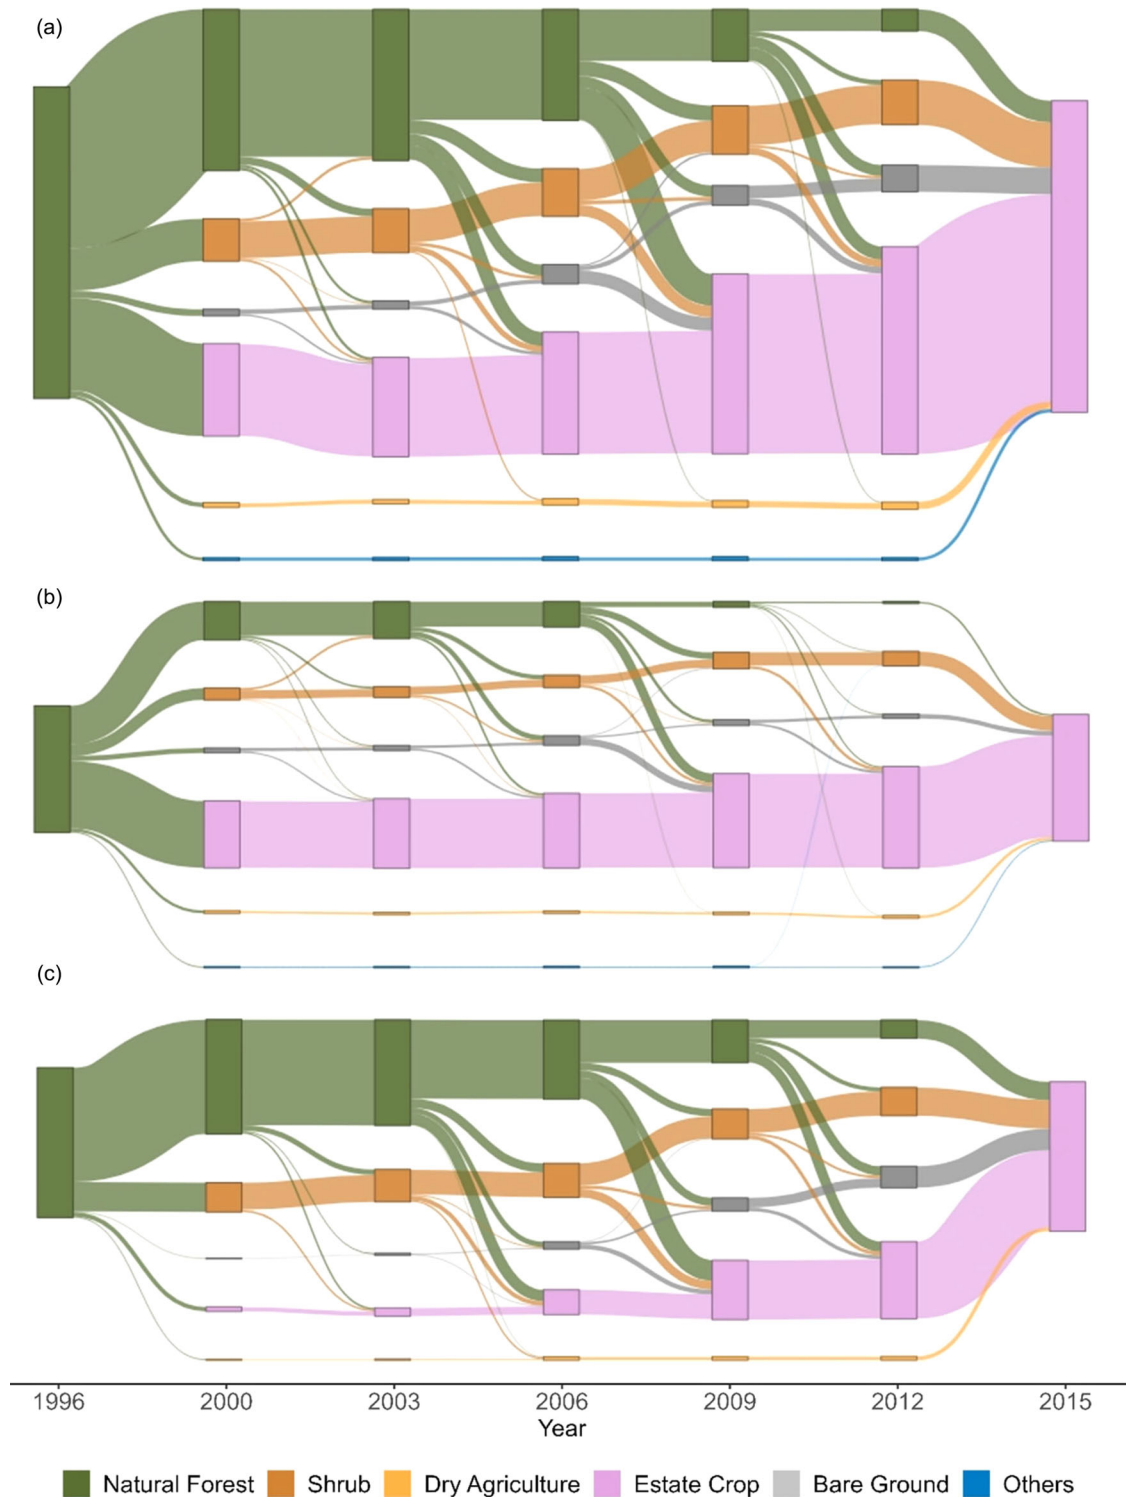 (a)
(b)
(c)
1996 2000 2003 2006 2009 2012 2015
Year
Natural Forest Shrub Dry Agriculture Estate Crop Bare Ground Others